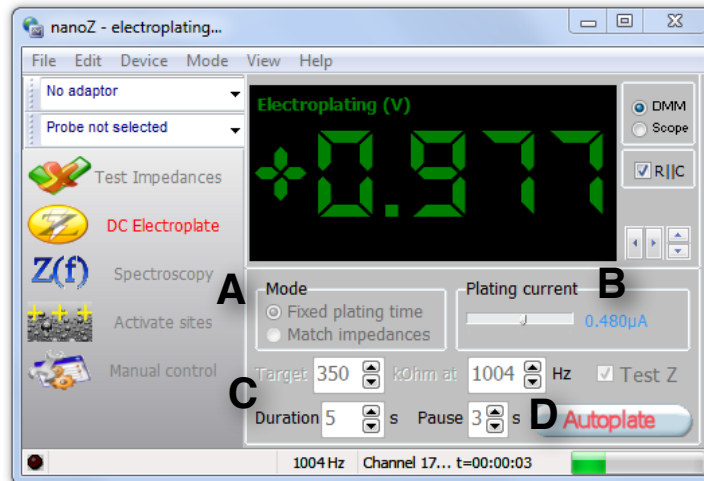 nanoZ - electroplating...
File Edit Device Mode View Help
No adaptor
Probe not selected
Electroplating (V)
+0.977
DMM
Scope
R||C
Test Impedances
DC Electroplate
Z(f) Spectroscopy
Activate sites
Manual control
A
Mode
Fixed plating time
Match impedances
B
Plating current
0.480µA
C
Target 350 kOhm at 1004 Hz Test Z
Duration 5 s Pause 3 s
D
Autoplate
1004 Hz Channel 17... t=00:00:03